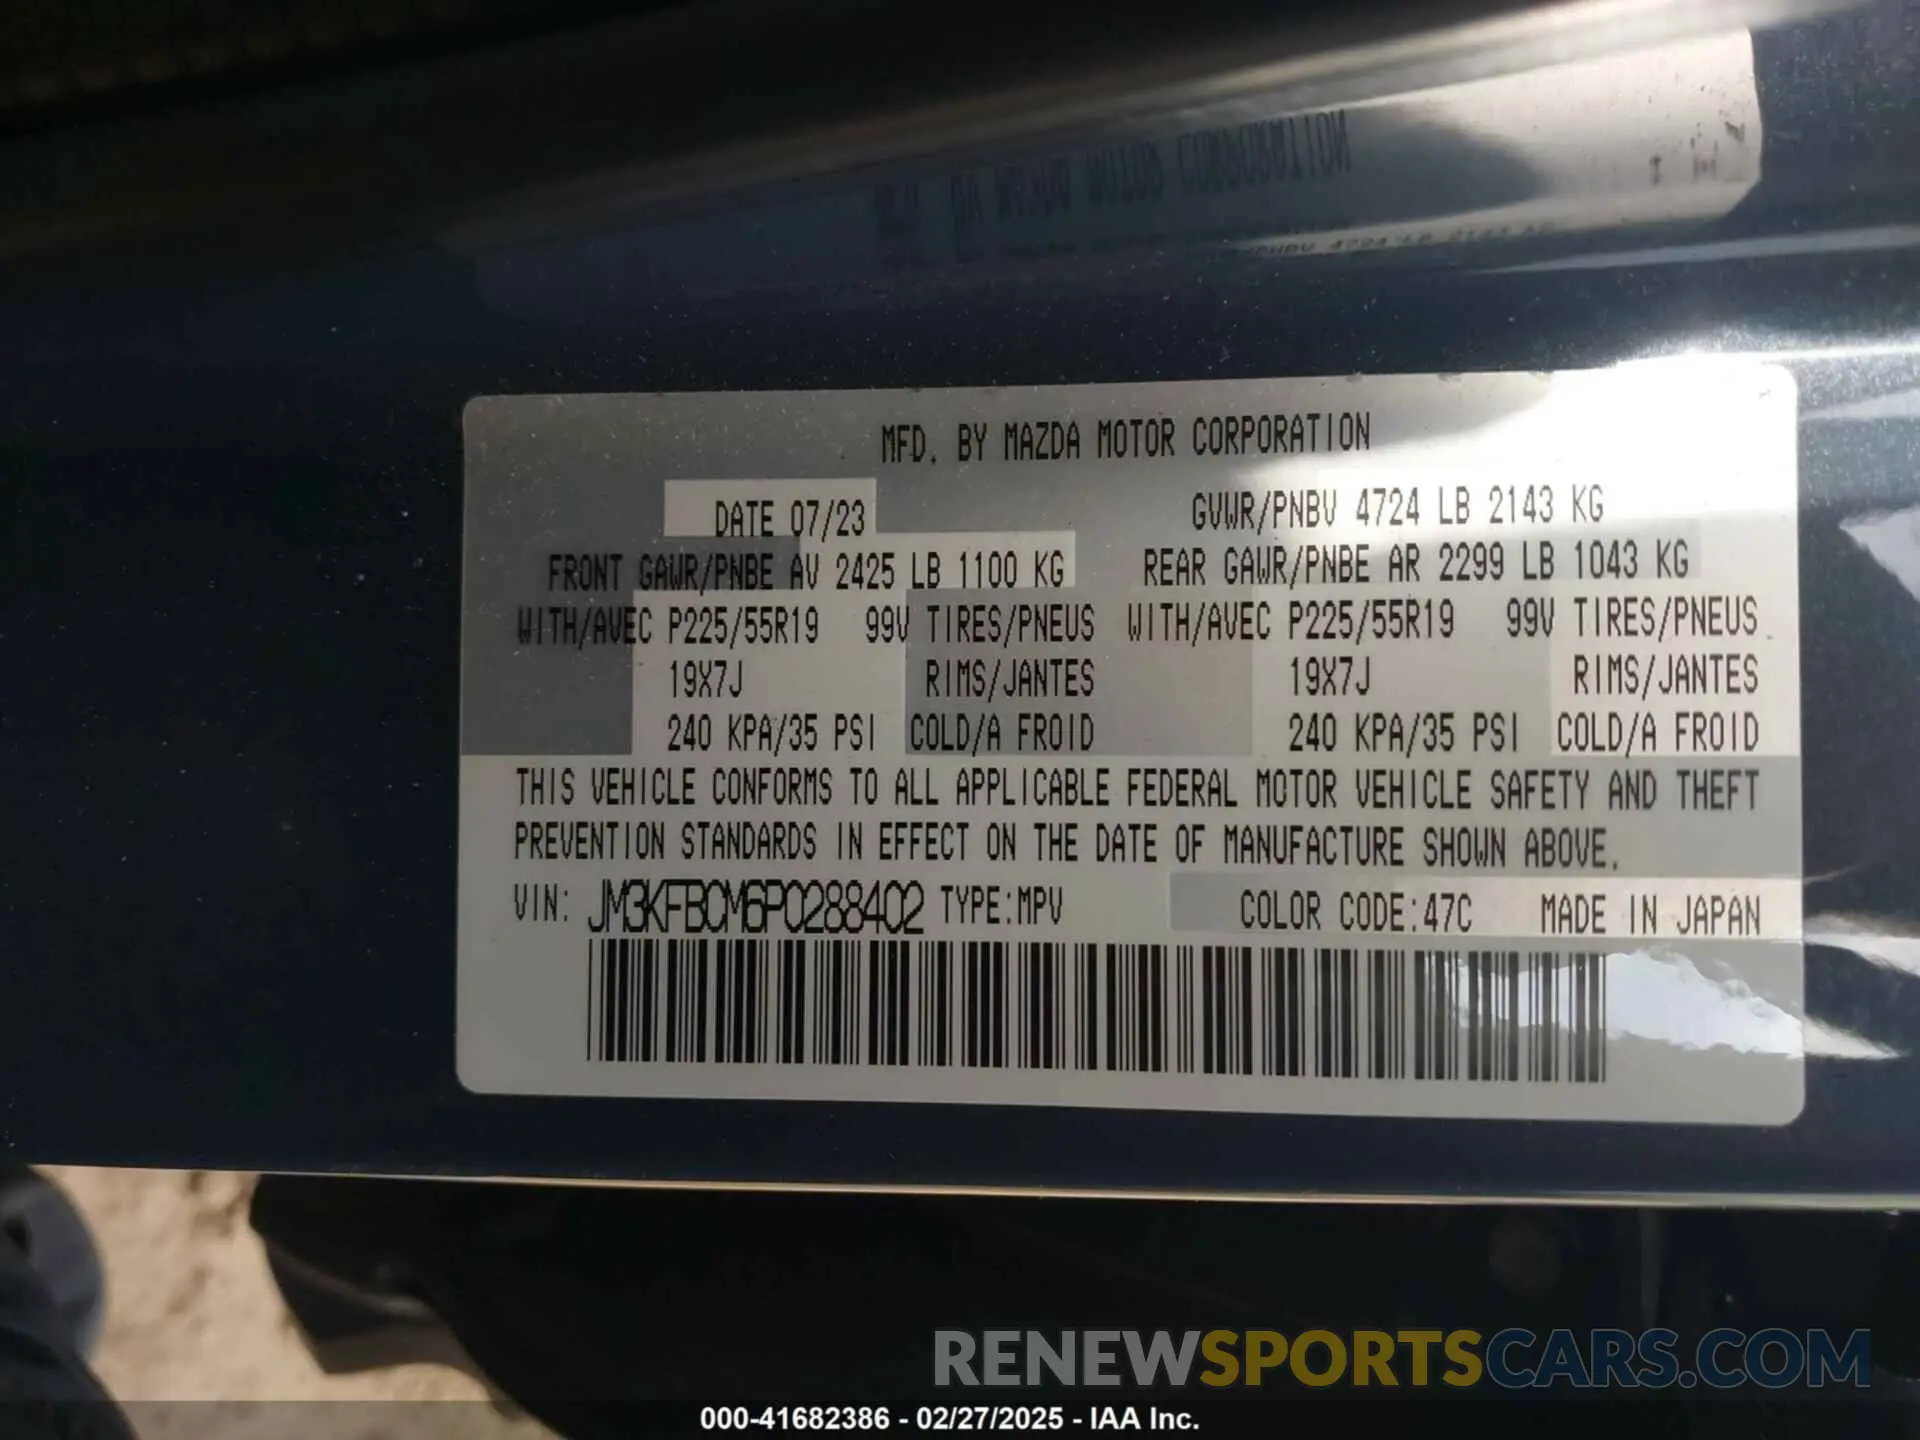 MFD. BY MAZDA MOTOR CORPORATION
DATE 07/23 GVWR/PNBV 4724 LB 2143 KG
FRONT GAWR/PNBE AV 2425 LB 1100 KG REAR GAWR/PNBE AR 2299 LB 1043 KG
WITH/AVEC P225/55R19 99V TIRES/PNEUS WITH/AVEC P225/55R19 99V TIRES/PNEUS
19X7J RIMS/JANTES 19X7J RIMS/JANTES
240 KPA/35 PSI COLD/A FROID 240 KPA/35 PSI COLD/A FROID
THIS VEHICLE CONFORMS TO ALL APPLICABLE FEDERAL MOTOR VEHICLE SAFETY AND THEFT
PREVENTION STANDARDS IN EFFECT ON THE DATE OF MANUFACTURE SHOWN ABOVE.
VIN: JM3KFBCM6P0288402 TYPE:MPV COLOR CODE:47C MADE IN JAPAN
RENEWSPORTSCARS.COM
000-41682386 - 02/27/2025 - IAA Inc.